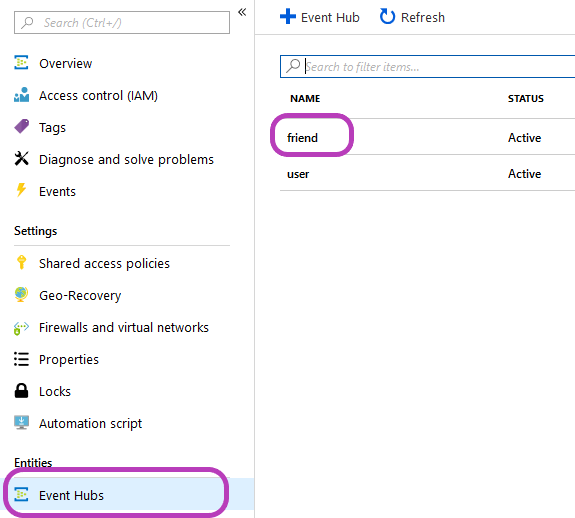 Search (Ctrl+/)
«
Overview
Access control (IAM)
Tags
Diagnose and solve problems
Events
Settings
Shared access policies
Geo-Recovery
Firewalls and virtual networks
Properties
Locks
Automation script
Entities
Event Hubs
Event Hub Refresh
Search to filter items...
NAME STATUS
friend Active
user Active